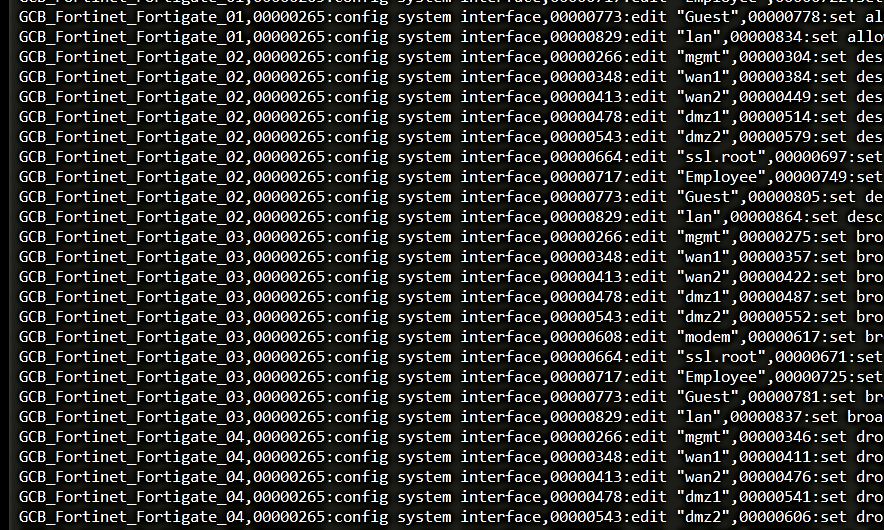 GCB_Fortinet_Fortigate_01,00000265:config system interface,00000773:edit "Guest",00000778:set al
GCB_Fortinet_Fortigate_01,00000265:config system interface,00000829:edit "lan",00000834:set allo
GCB_Fortinet_Fortigate_02,00000265:config system interface,00000266:edit "mgmt",00000304:set des
GCB_Fortinet_Fortigate_02,00000265:config system interface,00000348:edit "wan1",00000384:set des
GCB_Fortinet_Fortigate_02,00000265:config system interface,00000413:edit "wan2",00000449:set des
GCB_Fortinet_Fortigate_02,00000265:config system interface,00000478:edit "dmz1",00000514:set des
GCB_Fortinet_Fortigate_02,00000265:config system interface,00000543:edit "dmz2",00000579:set des
GCB_Fortinet_Fortigate_02,00000265:config system interface,00000664:edit "ssl.root",00000697:set
GCB_Fortinet_Fortigate_02,00000265:config system interface,00000717:edit "Employee",00000749:set
GCB_Fortinet_Fortigate_02,00000265:config system interface,00000773:edit "Guest",00000805:set de
GCB_Fortinet_Fortigate_02,00000265:config system interface,00000829:edit "lan",00000864:set desc
GCB_Fortinet_Fortigate_03,00000265:config system interface,00000266:edit "mgmt",00000275:set bro
GCB_Fortinet_Fortigate_03,00000265:config system interface,00000348:edit "wan1",00000357:set bro
GCB_Fortinet_Fortigate_03,00000265:config system interface,00000413:edit "wan2",00000422:set bro
GCB_Fortinet_Fortigate_03,00000265:config system interface,00000478:edit "dmz1",00000487:set bro
GCB_Fortinet_Fortigate_03,00000265:config system interface,00000543:edit "dmz2",00000552:set bro
GCB_Fortinet_Fortigate_03,00000265:config system interface,00000608:edit "modem",00000617:set br
GCB_Fortinet_Fortigate_03,00000265:config system interface,00000664:edit "ssl.root",00000671:set
GCB_Fortinet_Fortigate_03,00000265:config system interface,00000717:edit "Employee",00000725:set
GCB_Fortinet_Fortigate_03,00000265:config system interface,00000773:edit "Guest",00000781:set br
GCB_Fortinet_Fortigate_03,00000265:config system interface,00000829:edit "lan",00000837:set broa
GCB_Fortinet_Fortigate_04,00000265:config system interface,00000266:edit "mgmt",00000346:set dro
GCB_Fortinet_Fortigate_04,00000265:config system interface,00000348:edit "wan1",00000411:set dro
GCB_Fortinet_Fortigate_04,00000265:config system interface,00000413:edit "wan2",00000476:set dro
GCB_Fortinet_Fortigate_04,00000265:config system interface,00000478:edit "dmz1",00000541:set dro
GCB_Fortinet_Fortigate_04,00000265:config system interface,00000543:edit "dmz2",00000606:set dro